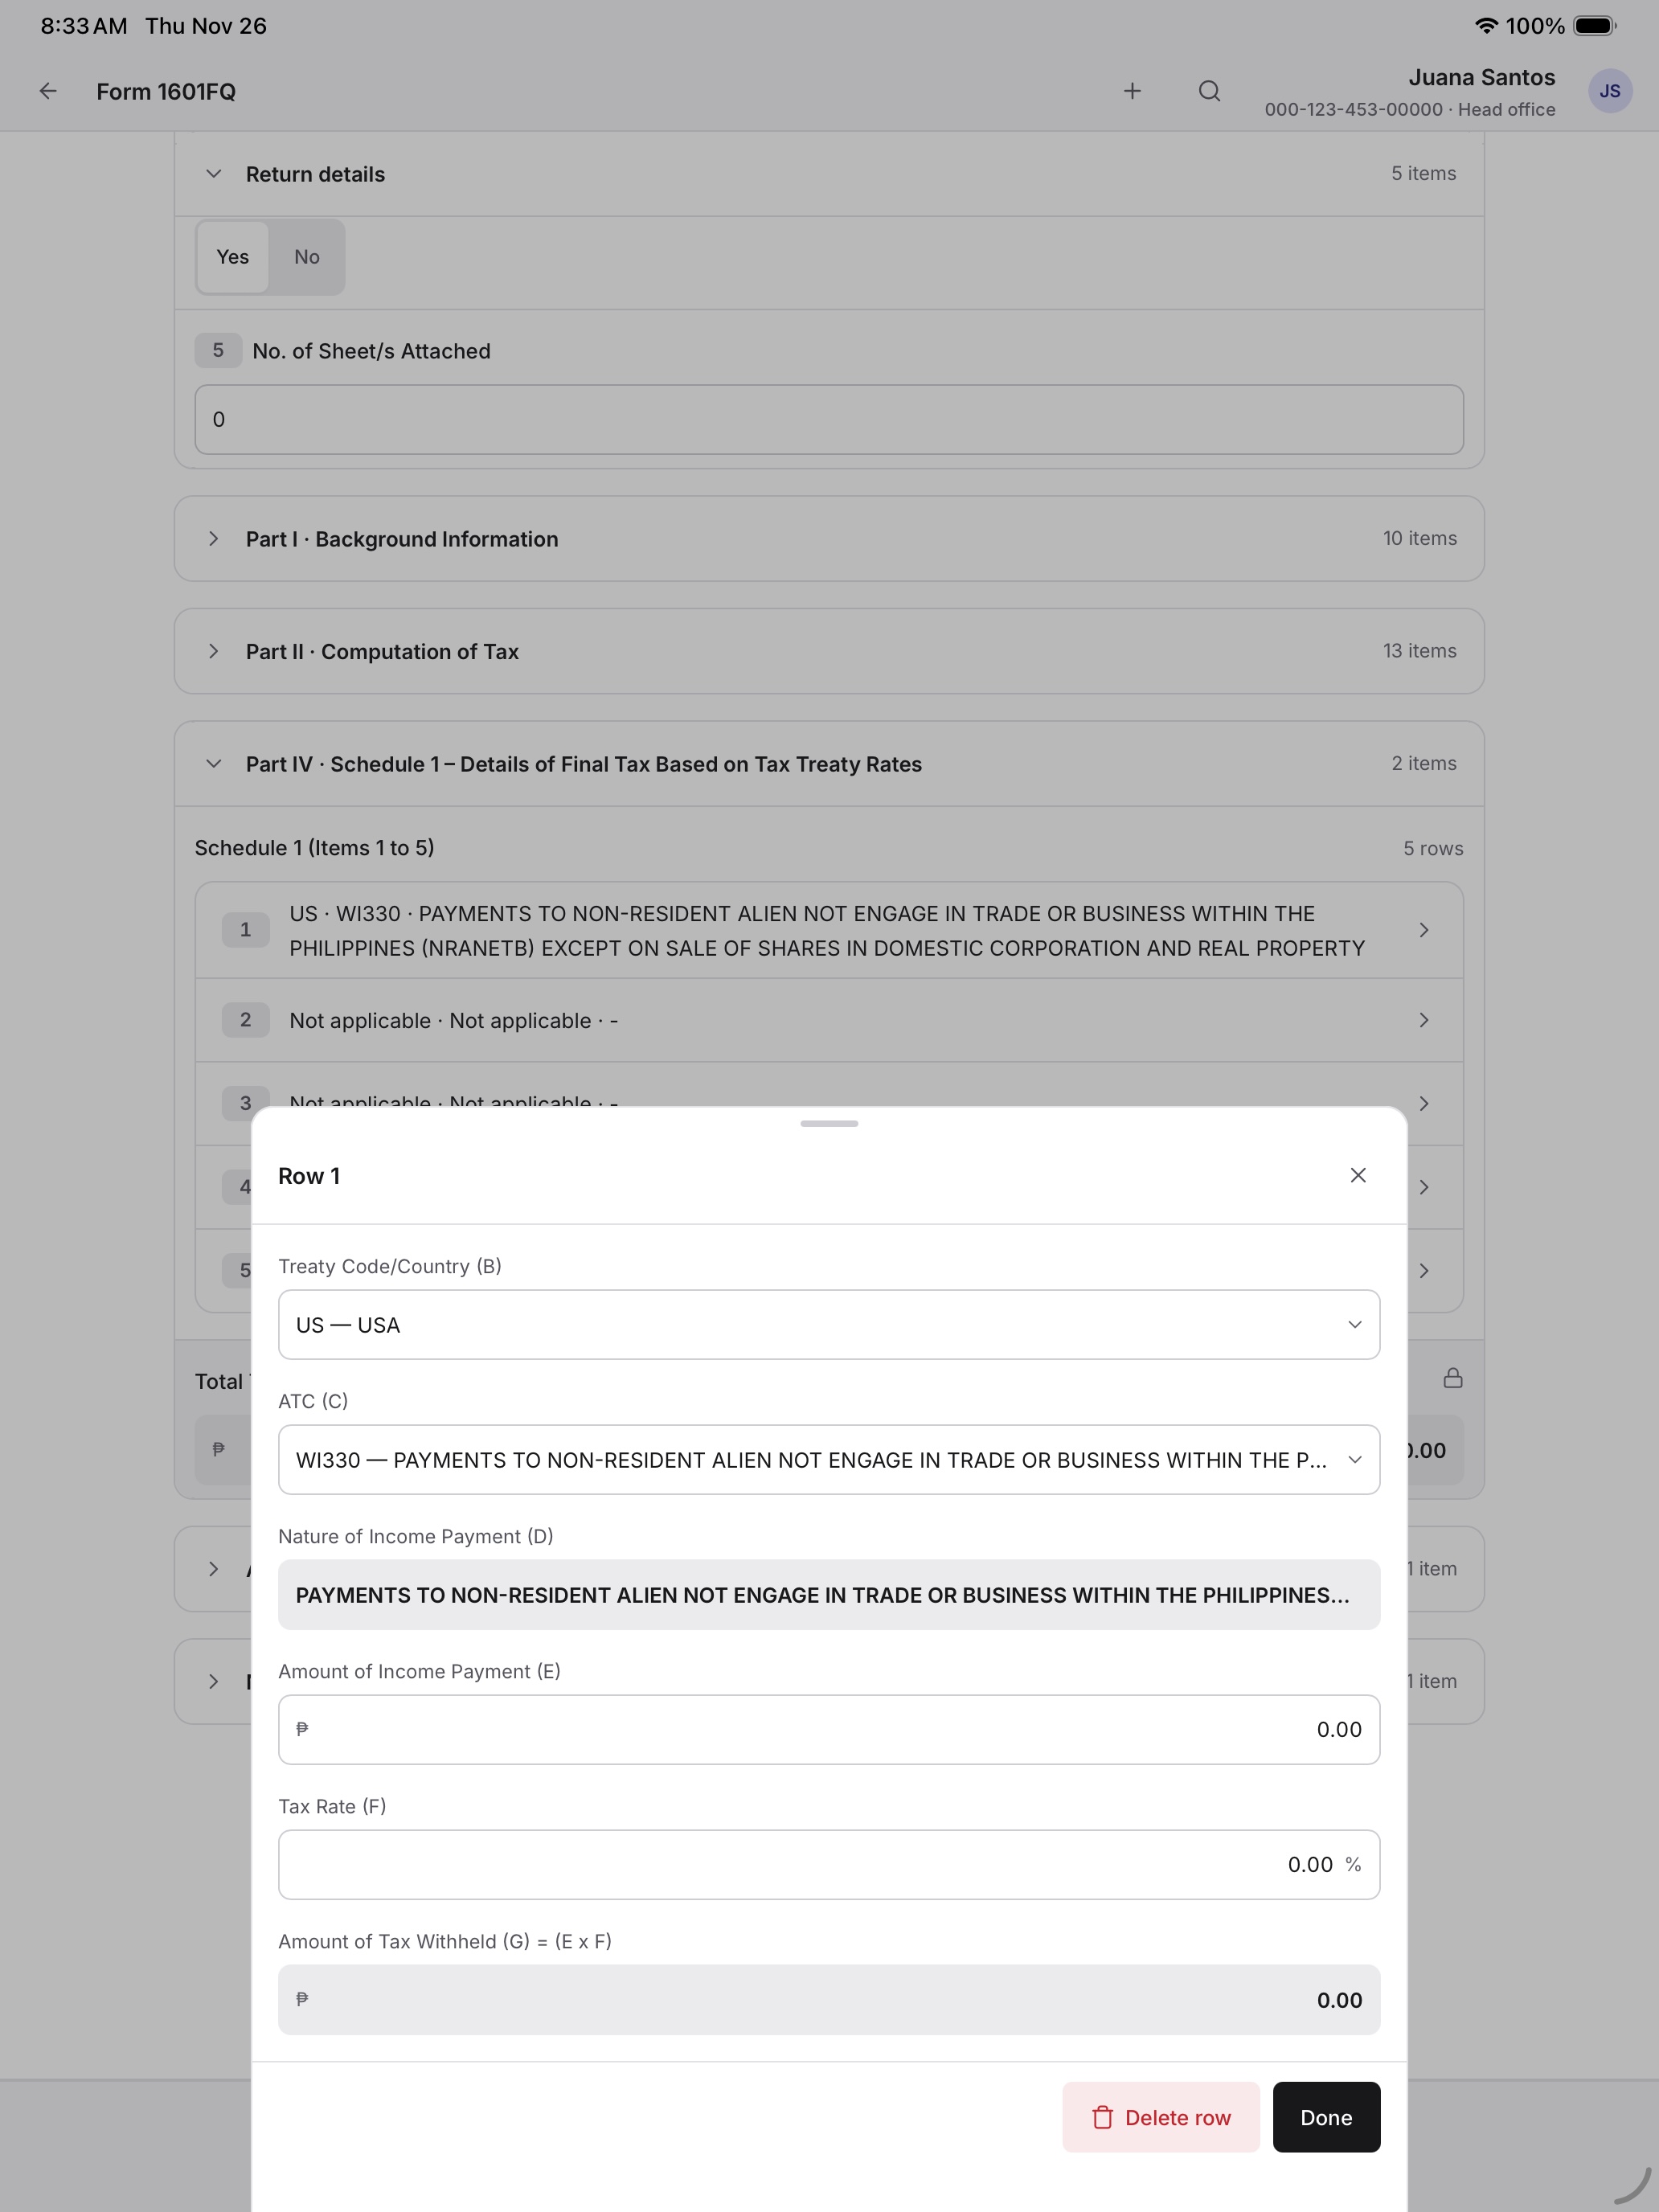 8:33 AM Thu Nov 26
100%
Form 1601FQ
Juana Santos
000-123-453-00000 · Head office
JS
Return details
5 items
Yes
No
5 No. of Sheet/s Attached
0
Part I · Background Information
10 items
Part II · Computation of Tax
13 items
Part IV · Schedule 1 – Details of Final Tax Based on Tax Treaty Rates
2 items
Schedule 1 (Items 1 to 5)
5 rows
1
US · WI330 · PAYMENTS TO NON-RESIDENT ALIEN NOT ENGAGE IN TRADE OR BUSINESS WITHIN THE
PHILIPPINES (NRANETB) EXCEPT ON SALE OF SHARES IN DOMESTIC CORPORATION AND REAL PROPERTY
2 Not applicable · Not applicable · -
3 Not applicable · Not applicable · -
4
5
Total
₱
0.00
1 item
1 item
Row 1
Treaty Code/Country (B)
US — USA
ATC (C)
WI330 — PAYMENTS TO NON-RESIDENT ALIEN NOT ENGAGE IN TRADE OR BUSINESS WITHIN THE P...
Nature of Income Payment (D)
PAYMENTS TO NON-RESIDENT ALIEN NOT ENGAGE IN TRADE OR BUSINESS WITHIN THE PHILIPPINES...
Amount of Income Payment (E)
₱ 0.00
Tax Rate (F)
0.00 %
Amount of Tax Withheld (G) = (E x F)
₱ 0.00
Delete row
Done